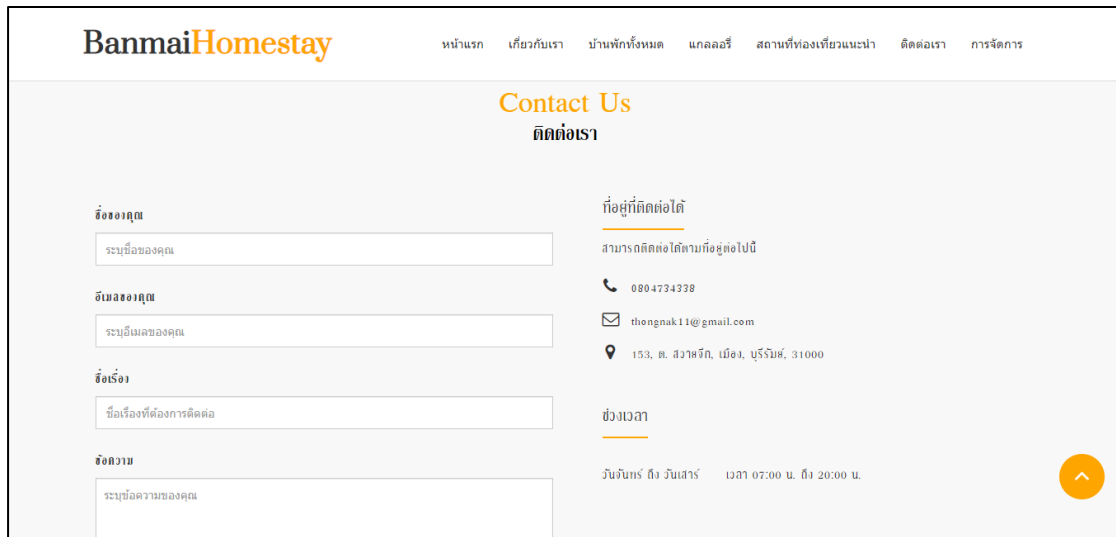 BanmaiHomestay
หน้าแรก เกี่ยวกับเรา บ้านพักทั้งหมด แกลลอรี่ สถานที่ท่องเที่ยวแนะนำ ติดต่อเรา การจัดการ
Contact Us
ติดต่อเรา
ชื่อของคุณ
ระบุชื่อของคุณ
อีเมลของคุณ
ระบุอีเมลของคุณ
ชื่อเรื่อง
ชื่อเรื่องที่ต้องการติดต่อ
ข้อความ
ระบุข้อความของคุณ
ที่อยู่ที่ติดต่อได้
สามารถติดต่อได้ตามที่อยู่ต่อไปนี้
0804734338
thongnak11@gmail.com
153, ต. สวายจีก, เมือง, บุรีรัมย์, 31000
ช่วงเวลา
วันจันทร์ ถึง วันเสาร์ เวลา 07:00 น. ถึง 20:00 น.